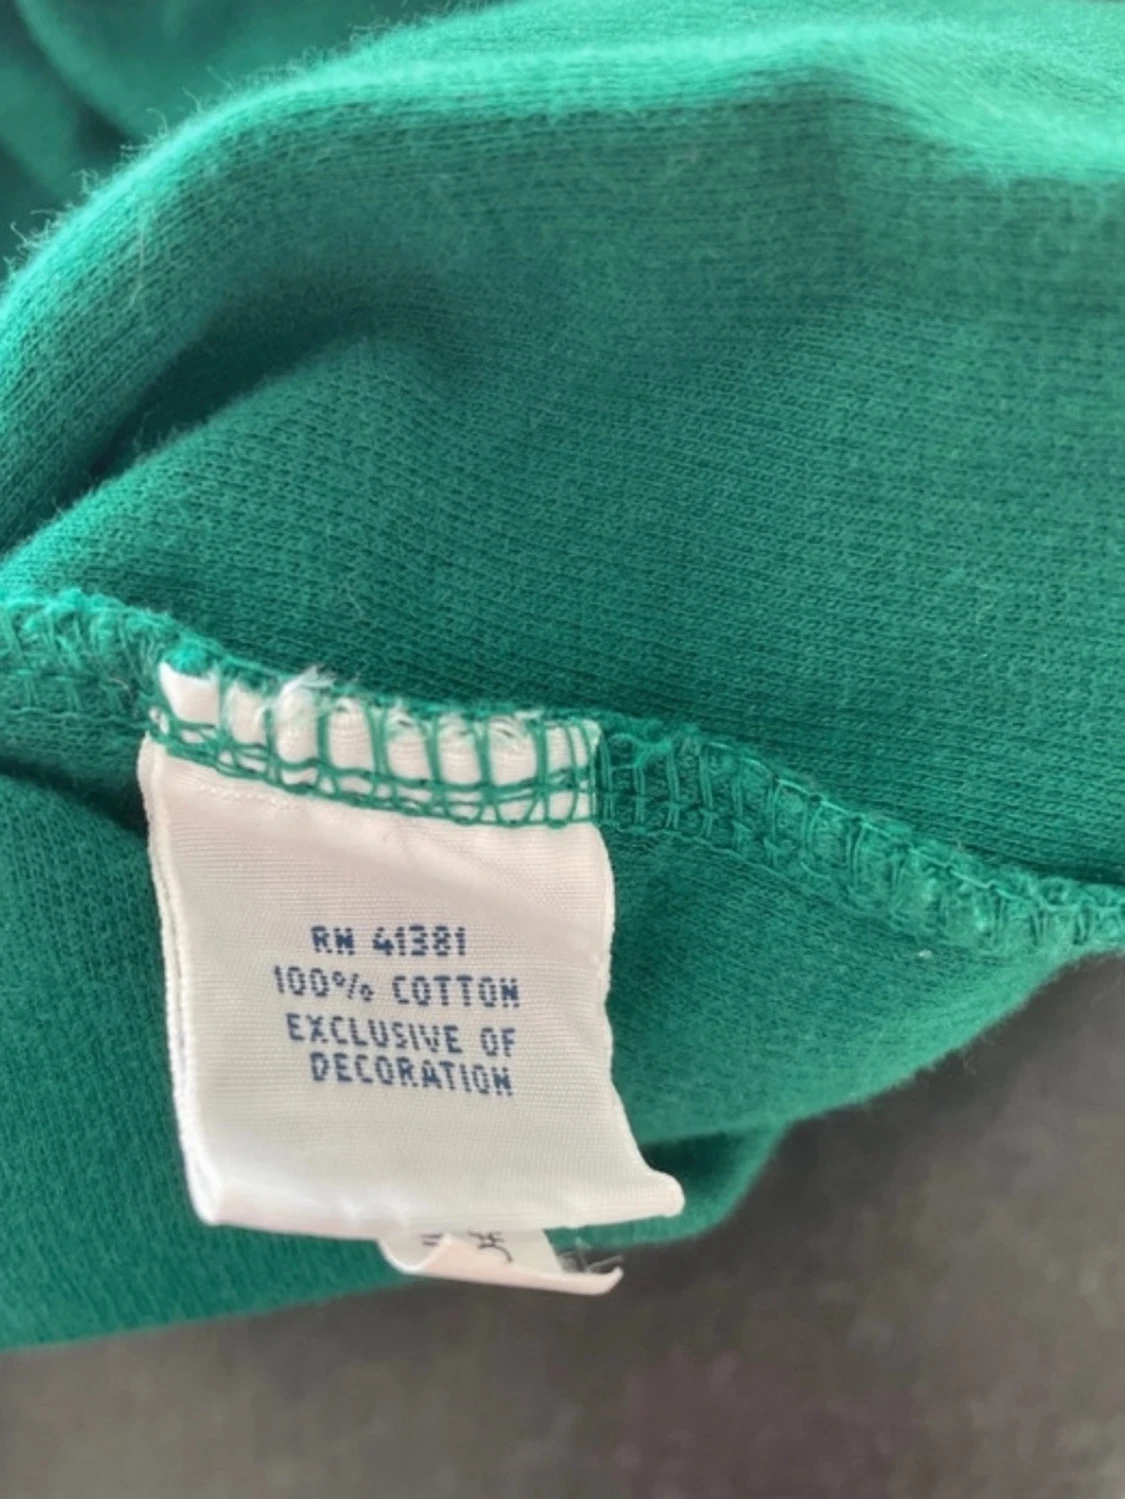 RN 41381
100% COTTON
EXCLUSIVE OF
DECORATION